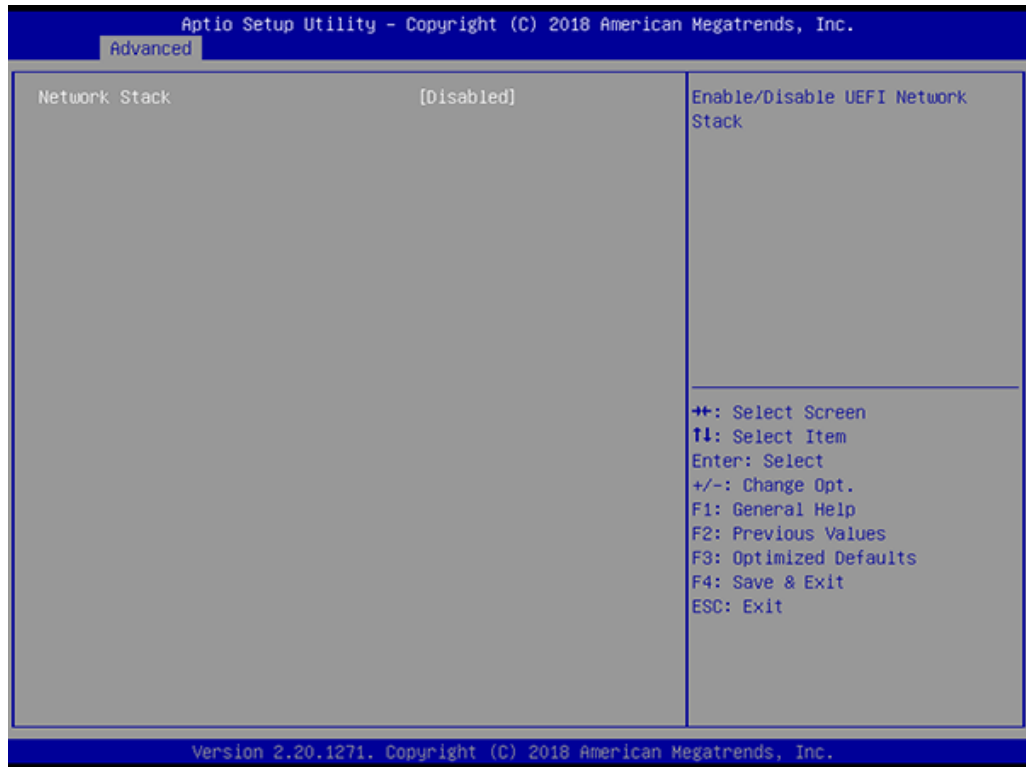 Aptio Setup Utility – Copyright (C) 2018 American Megatrends, Inc.
Advanced
Network Stack [Disabled]
Enable/Disable UEFI Network
Stack
→←: Select Screen
↑↓: Select Item
Enter: Select
+/-: Change Opt.
F1: General Help
F2: Previous Values
F3: Optimized Defaults
F4: Save & Exit
ESC: Exit
Version 2.20.1271. Copyright (C) 2018 American Megatrends, Inc.